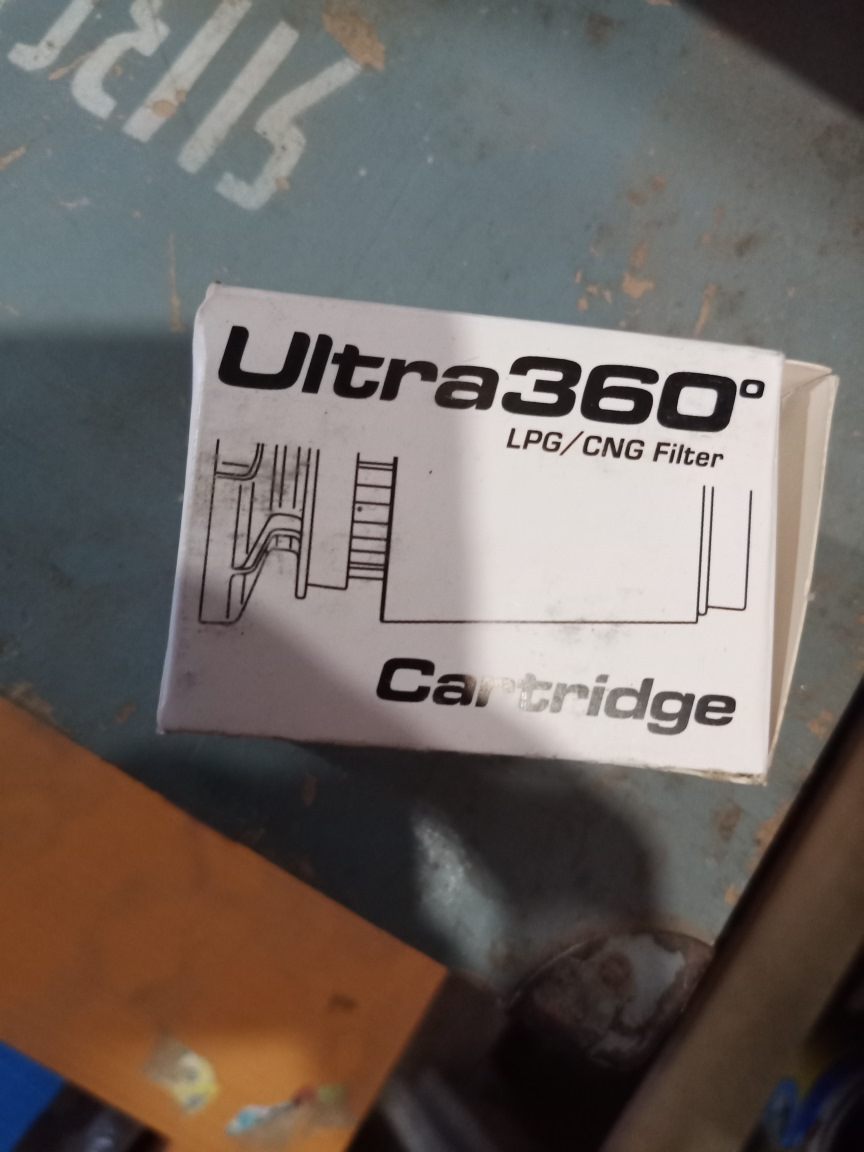 Ultra360°
LPG/CNG Filter
Cartridge